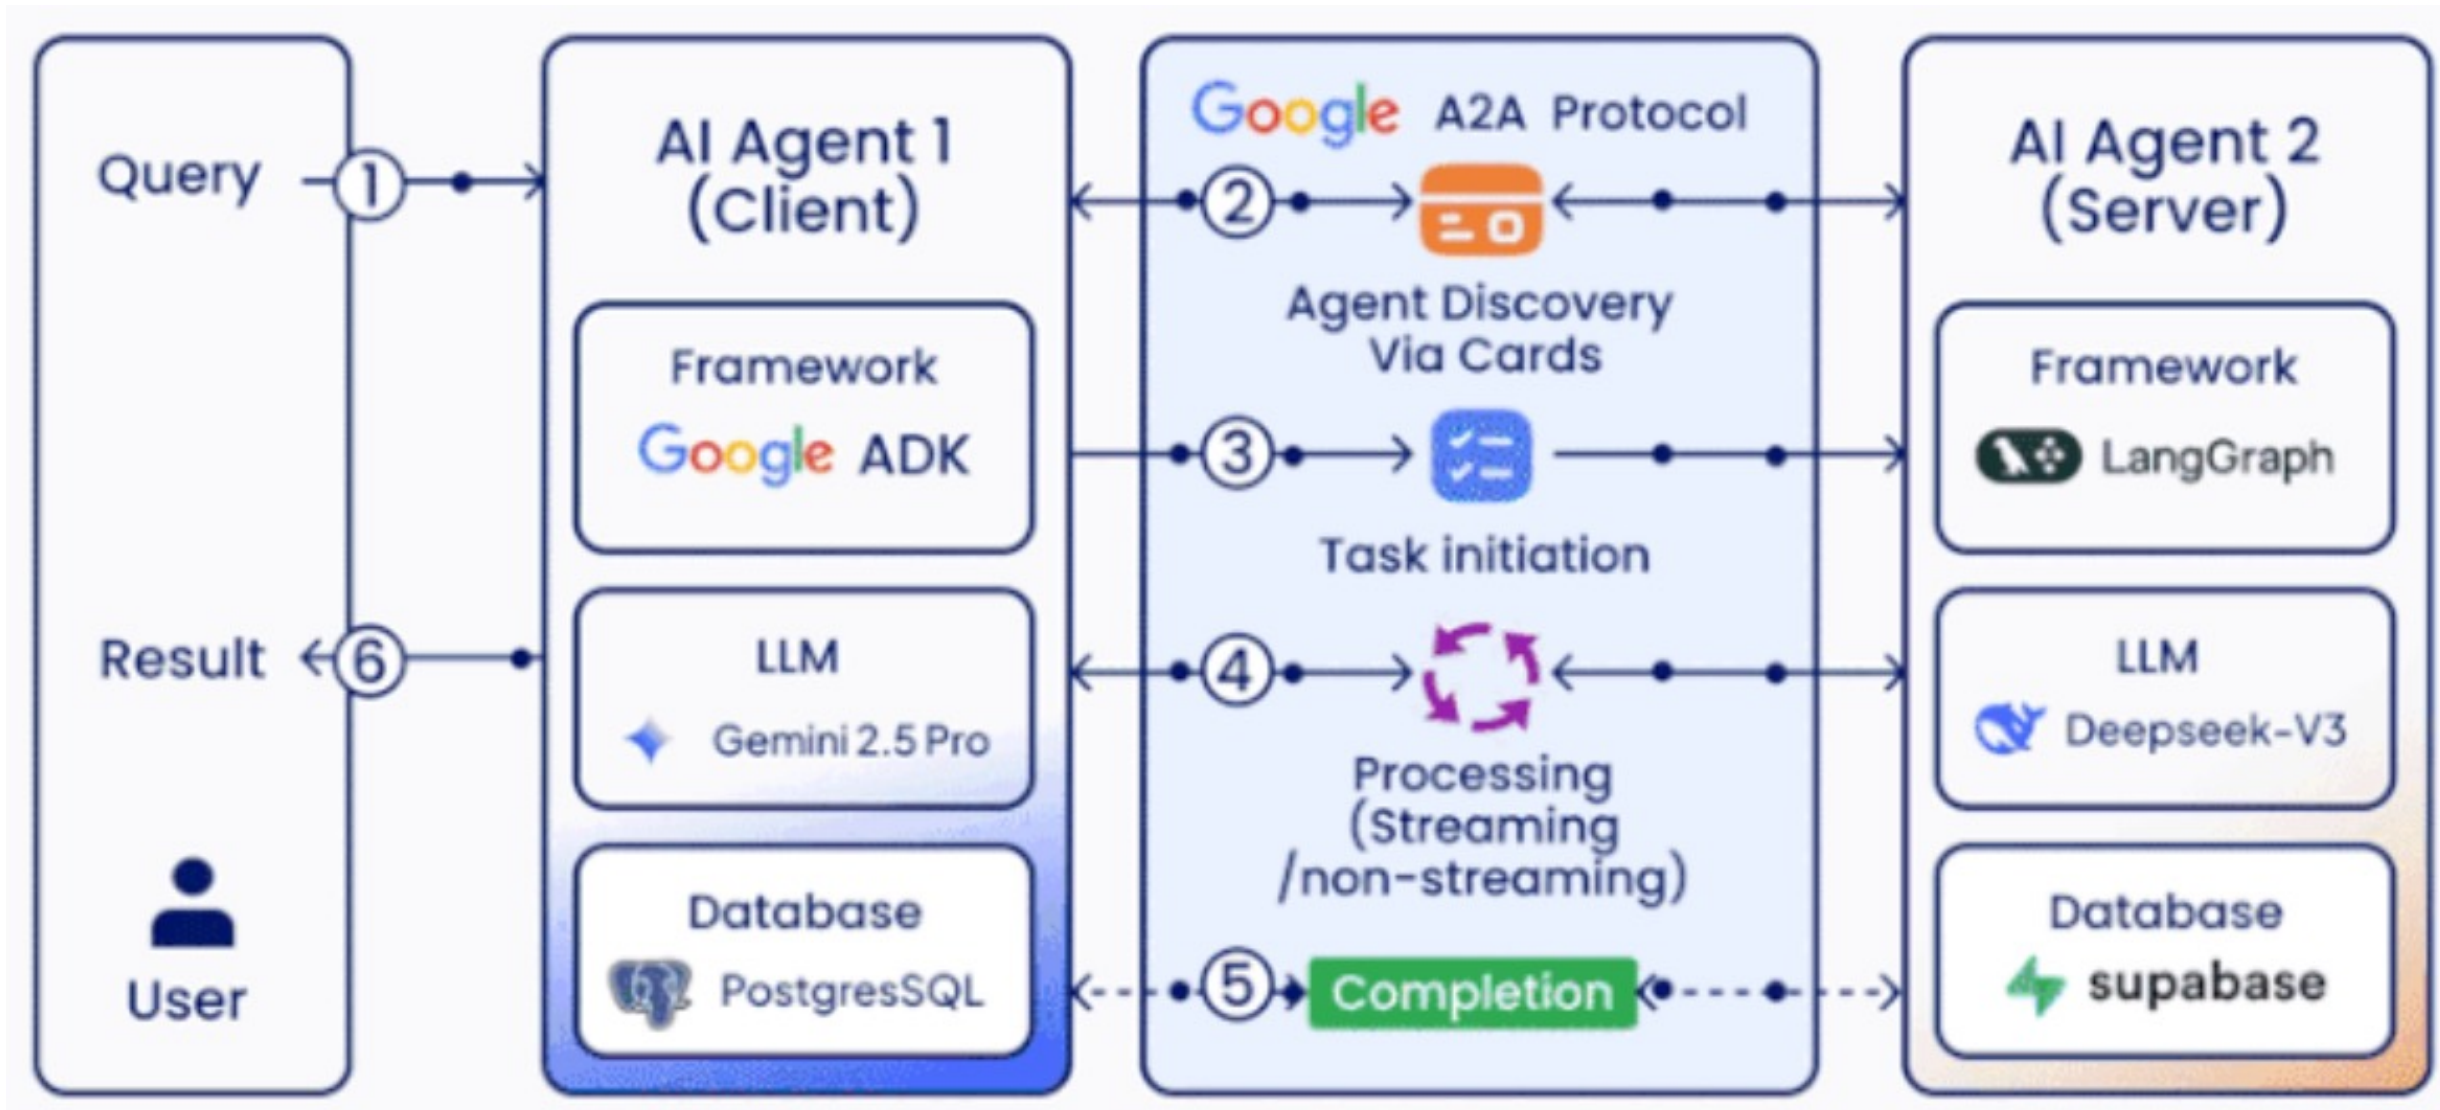 Query
1
Result
6
User
AI Agent 1
(Client)
Framework
Google ADK
LLM
Gemini 2.5 Pro
Database
PostgresSQL
Google A2A Protocol
2
Agent Discovery
Via Cards
3
Task initiation
4
Processing
(Streaming
/non-streaming)
5
Completion
AI Agent 2
(Server)
Framework
LangGraph
LLM
Deepseek-V3
Database
supabase